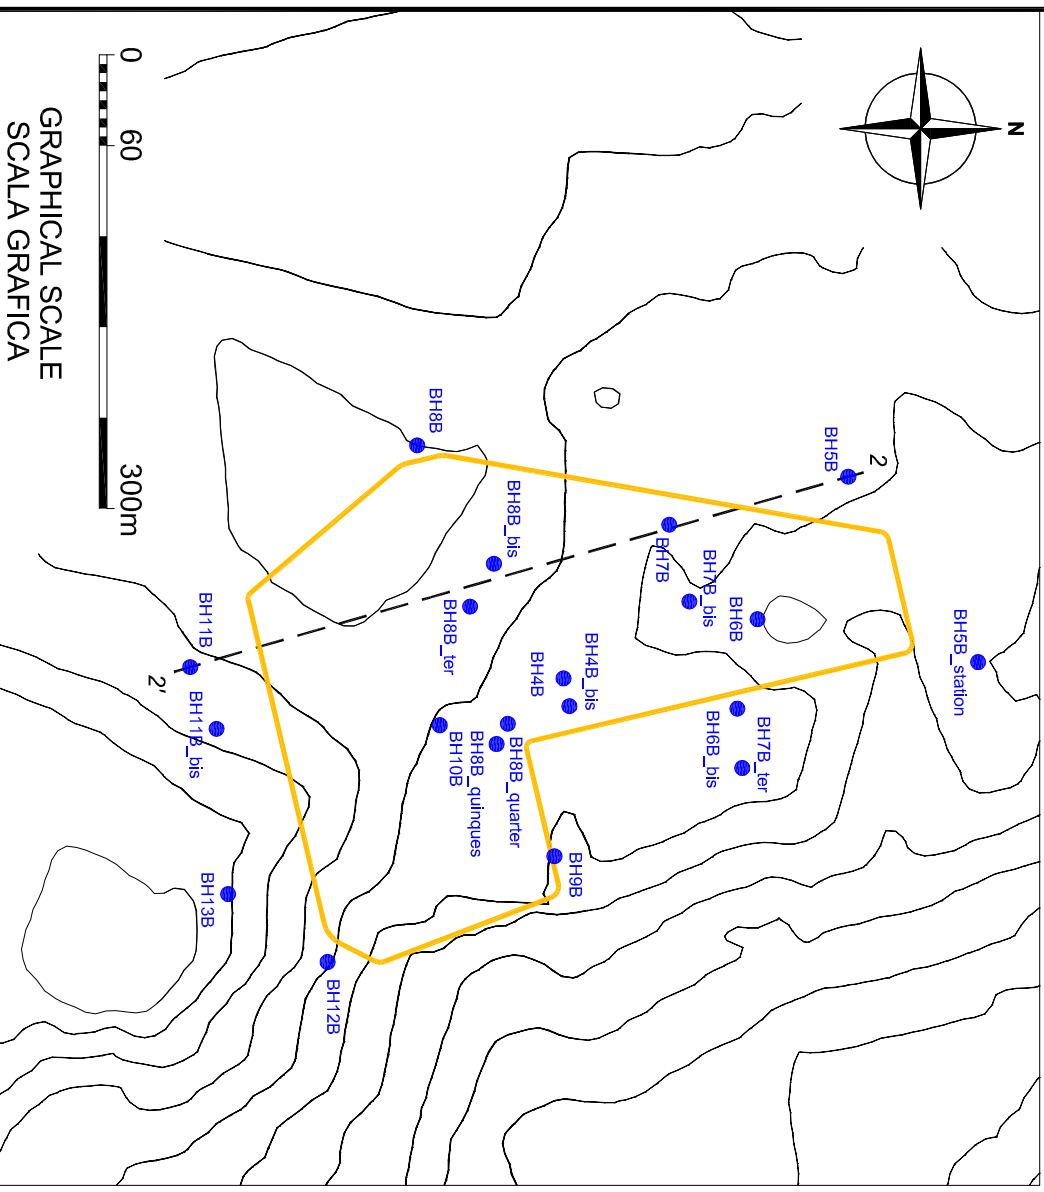 N
0
60
300m
GRAPHICAL SCALE
SCALA GRAFICA
BH5B_station
2
BH5B
BH7B_ter
BH6B
BH6B_bis
BH7B_bis
BH7B
BH4B_bis
BH9B
BH4B
BH8B_bis
BH8B_quarter
BH8B_quinques
BH8B_ter
BH10B
BH8B
BH12B
BH11B
BH13B
BH11B_bis
2'